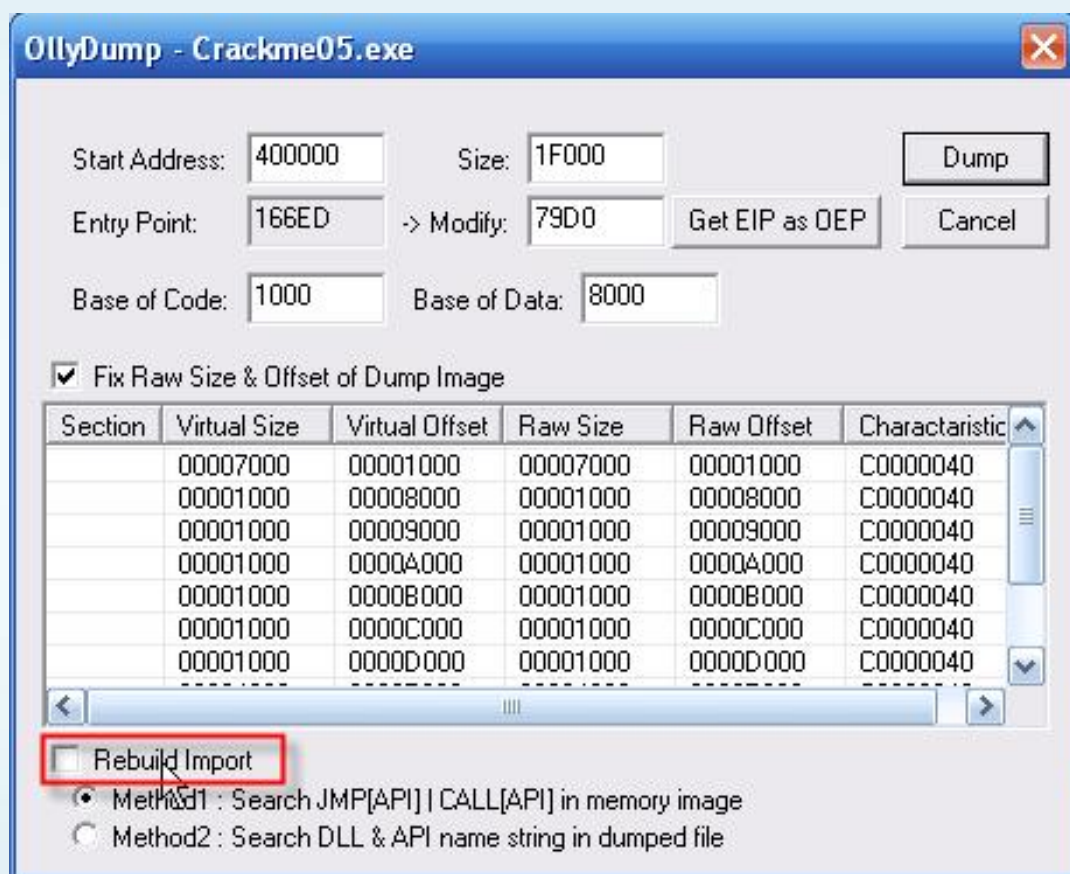 OllyDump - Crackme05.exe
Start Address: 400000 Size: 1F000 Dump
Entry Point: 166ED -> Modify: 79D0 Get EIP as OEP Cancel
Base of Code: 1000 Base of Data: 8000
Fix Raw Size & Offset of Dump Image
Section Virtual Size Virtual Offset Raw Size Raw Offset Charactaristic
00007000 00001000 00007000 00001000 C0000040
00001000 00008000 00001000 00008000 C0000040
00001000 00009000 00001000 00009000 C0000040
00001000 0000A000 00001000 0000A000 C0000040
00001000 0000B000 00001000 0000B000 C0000040
00001000 0000C000 00001000 0000C000 C0000040
00001000 0000D000 00001000 0000D000 C0000040
Rebuild Import
Method1 : Search JMP[API] | CALL[API] in memory image
Method2 : Search DLL & API name string in dumped file